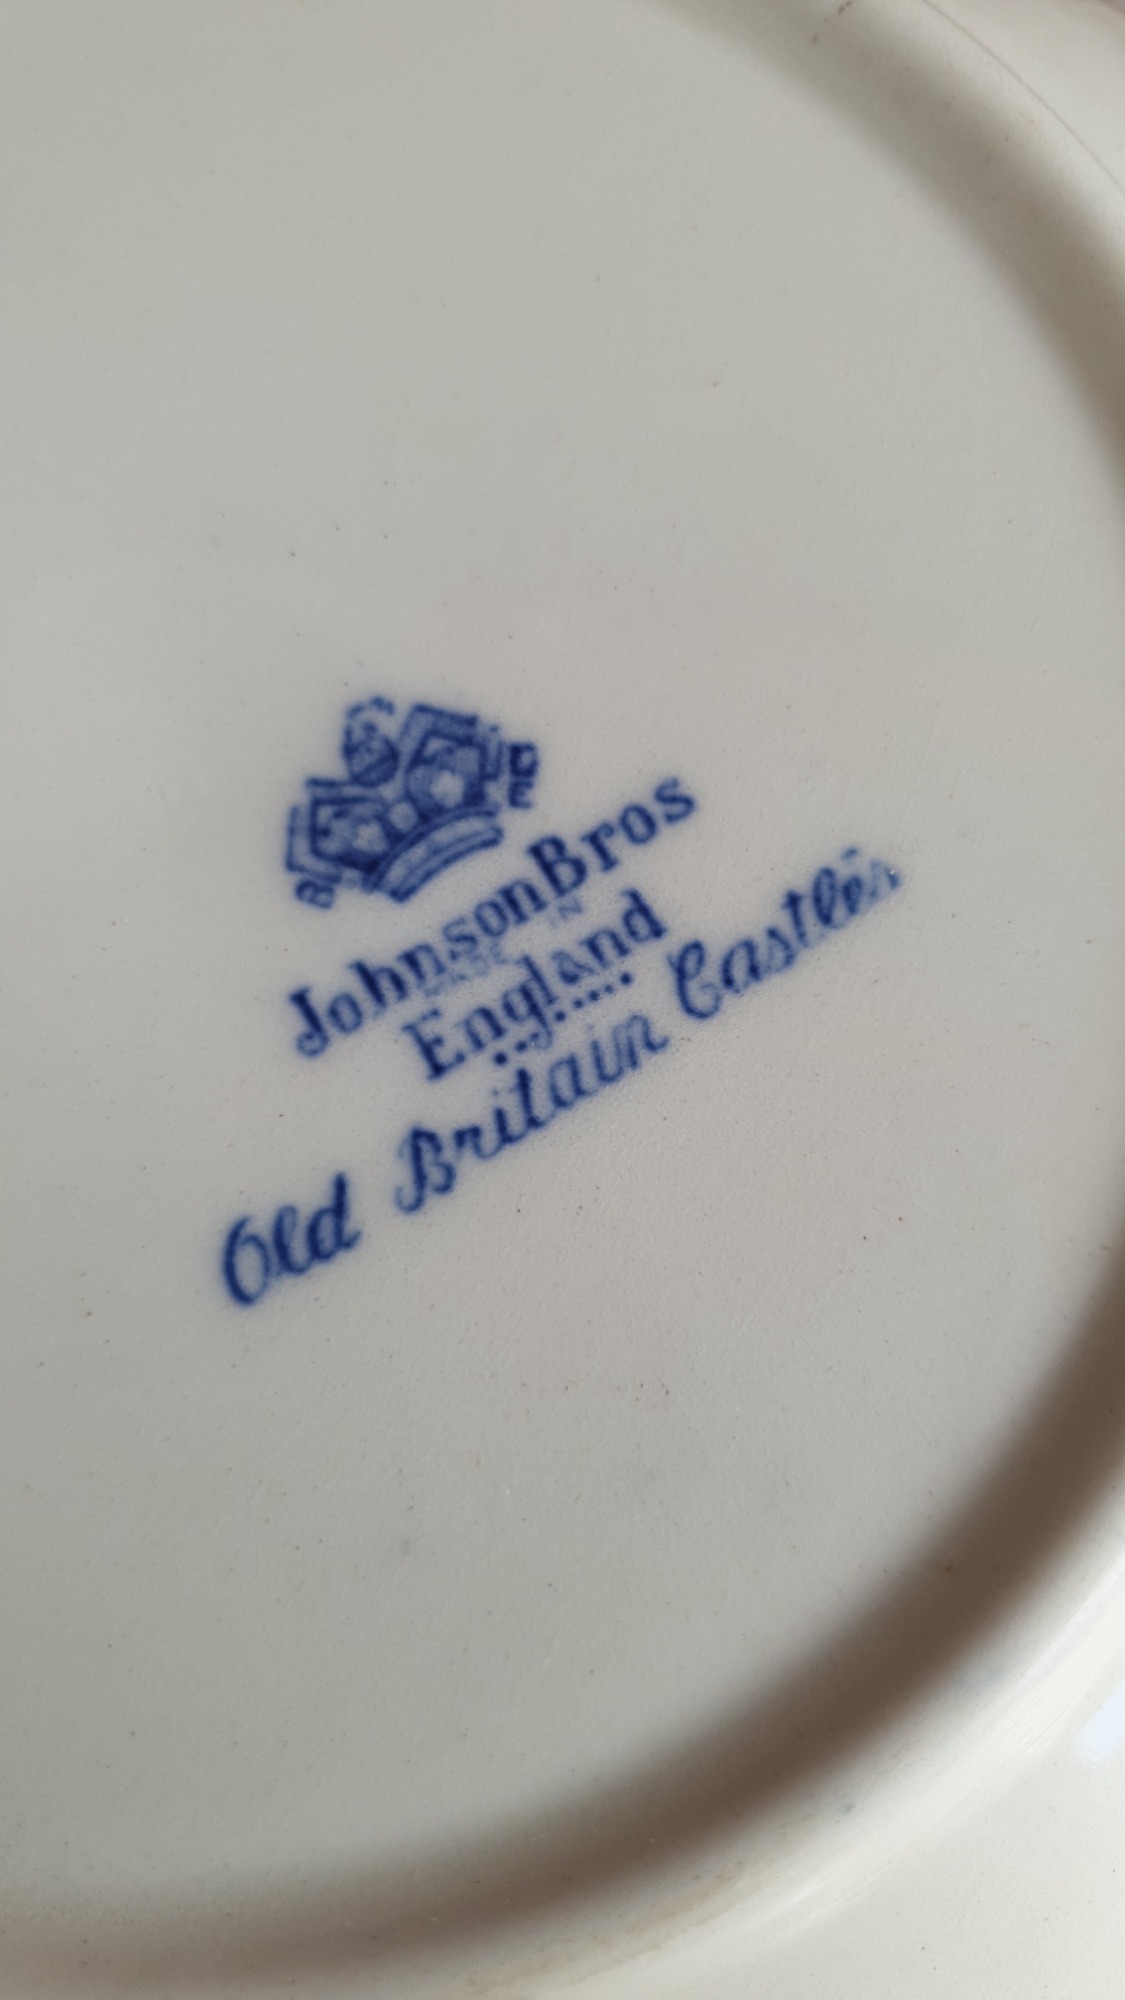 Johnson Bros
MADE IN
England
Old Britain Castles